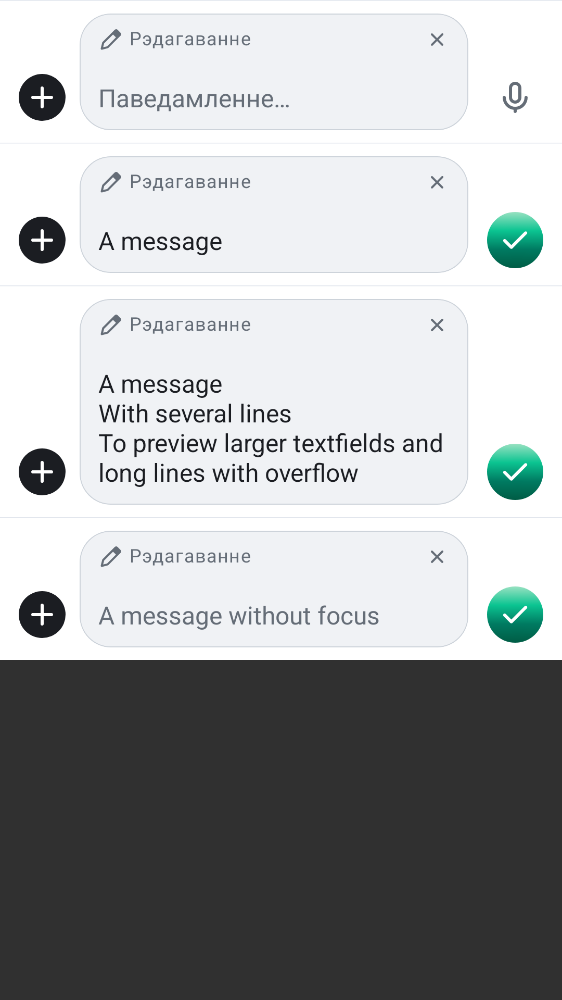 Рэдагаванне
Паведамленне…
Рэдагаванне
A message
Рэдагаванне
A message
With several lines
To preview larger textfields and
long lines with overflow
Рэдагаванне
A message without focus